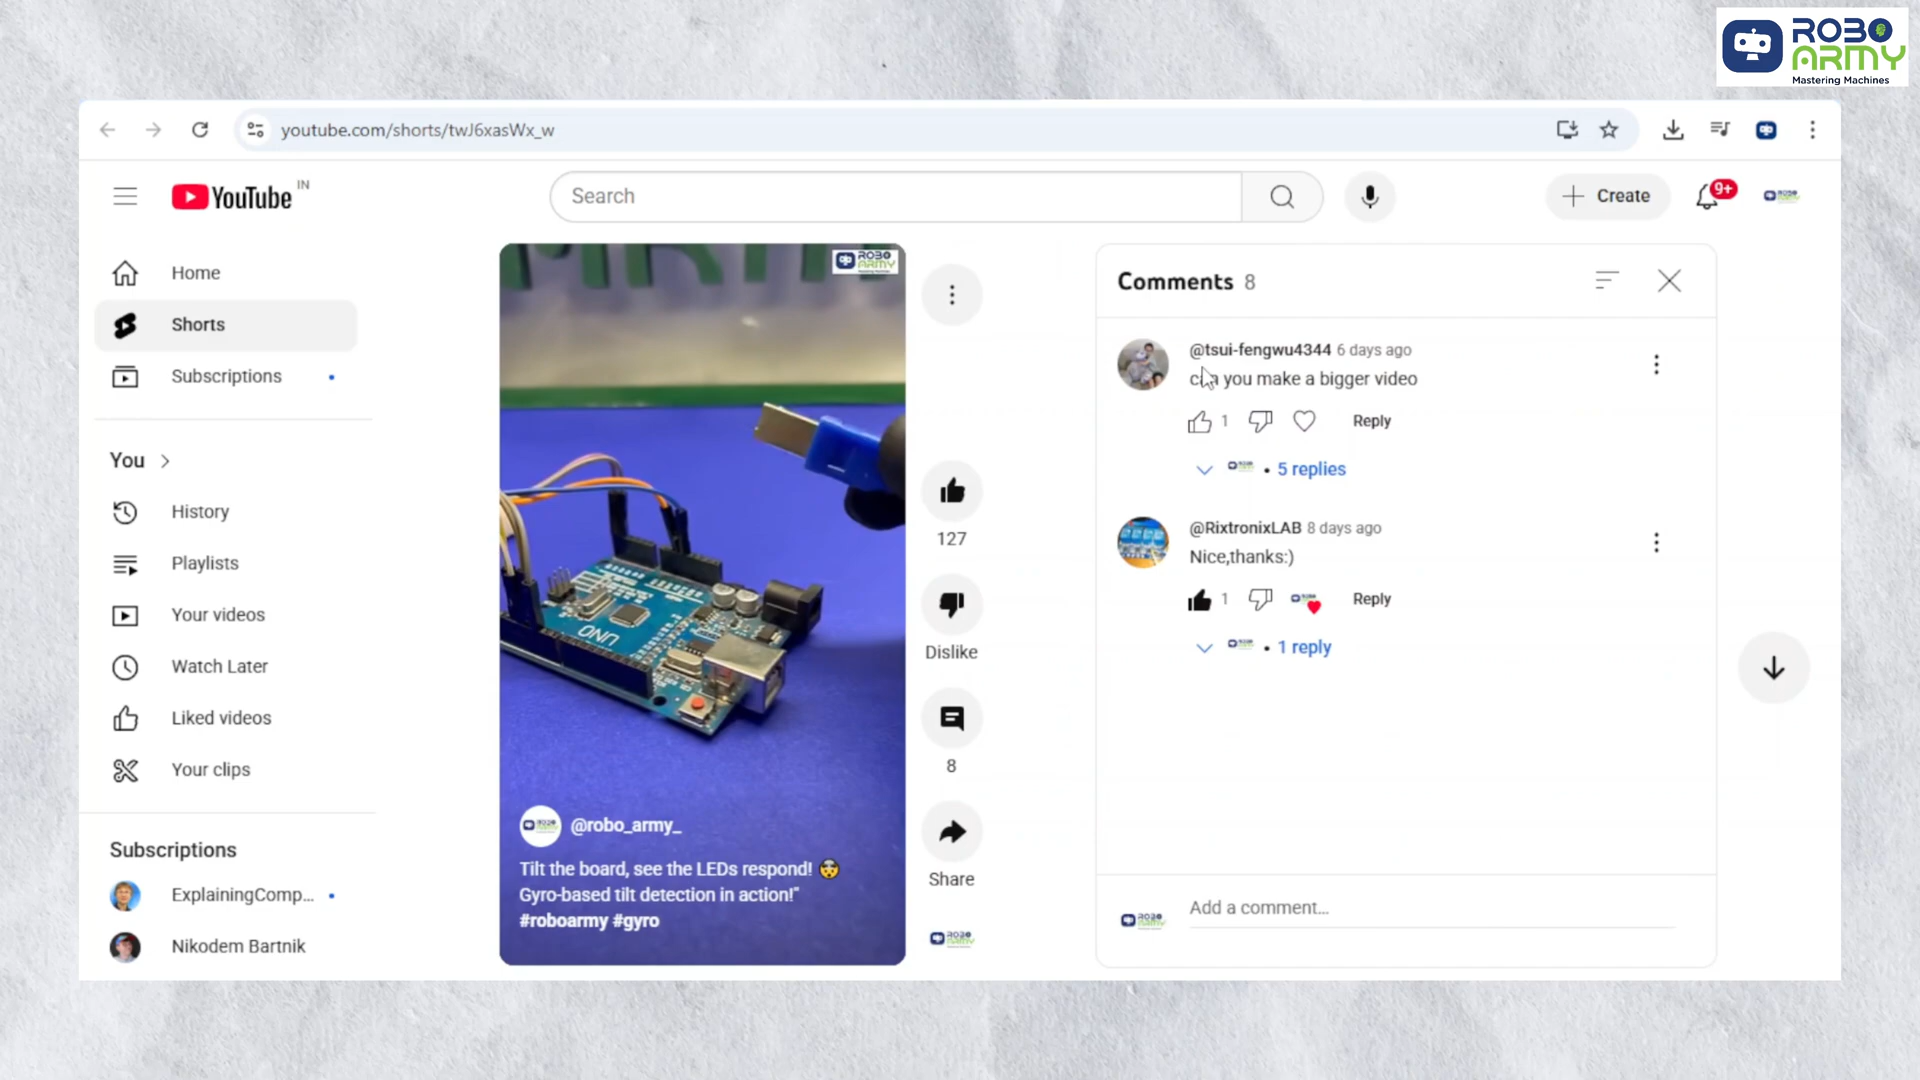 ROBO
ARMY
Mastering Machines
youtube.com/shorts/twJ6xasWx_w
YouTube IN
Search
Create
9+
Home
Shorts
Subscriptions
You
History
Playlists
Your videos
Watch Later
Liked videos
Your clips
Subscriptions
ExplainingComp...
Nikodem Bartnik
ROBO
ARMY
UNO
@robo_army_
Tilt the board, see the LEDs respond! 🤯
Gyro-based tilt detection in action!"
#roboarmy #gyro
127
Dislike
8
Share
Comments 8
@tsui-fengwu4344 6 days ago
can you make a bigger video
1 Reply
• 5 replies
@RixtronixLAB 8 days ago
Nice,thanks:)
1 Reply
• 1 reply
Add a comment...